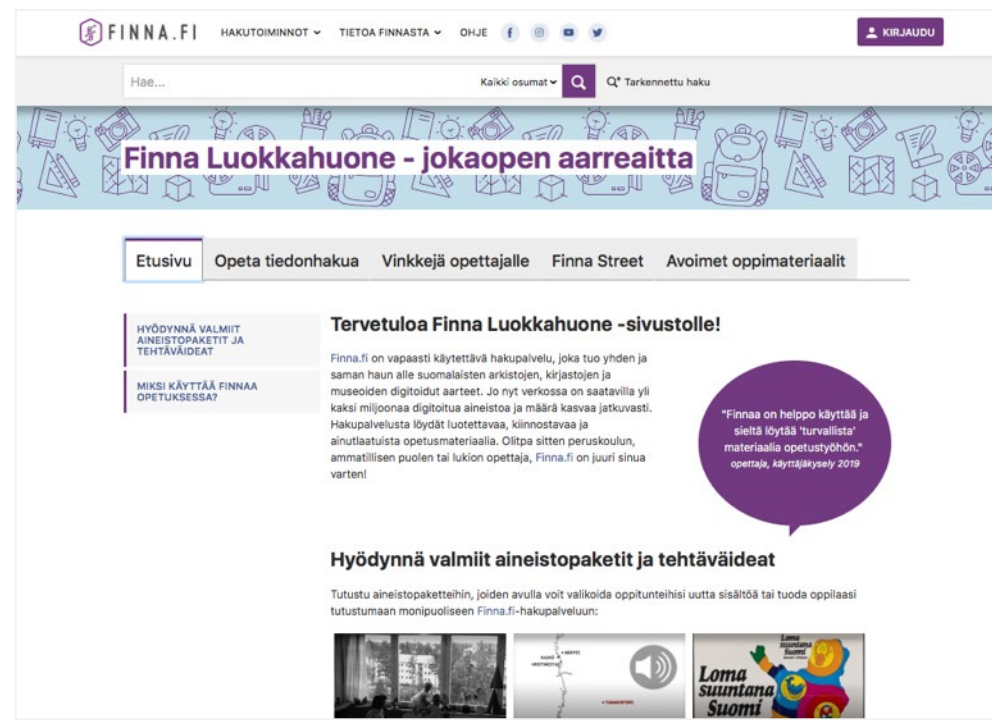 FINNA.FI HAKUTOIMINNOT TIETOA FINNASTA OHJE KIRJAUDU
Hae... Kaikki osumat Tarkennettu haku
Finna Luokkahuone - jokaopen aarreaitta
Etusivu Opeta tiedonhakua Vinkkejä opettajalle Finna Street Avoimet oppimateriaalit
HYÖDYNNÄ VALMIIT
AINEISTOPAKETIT JA
TEHTÄVÄIDEAT
MIKSI KÄYTTÄÄ FINNAA
OPETUKSESSA?
Tervetuloa Finna Luokkahuone -sivustolle!
Finna.fi on vapaasti käytettävä hakupalvelu, joka tuo yhden ja
saman haun alle suomalaisten arkistojen, kirjastojen ja
museoiden digitoidut aarteet. Jo nyt verkossa on saatavilla yli
kaksi miljoonaa digitoitua aineistoa ja määrä kasvaa jatkuvasti.
Hakupalvelusta löydät luotettavaa, kiinnostavaa ja
ainutlaatuista opetusmateriaalia. Olitpa sitten peruskoulun,
ammatillisen puolen tai lukion opettaja, Finna.fi on juuri sinua
varten!
"Finnaa on helppo käyttää ja
sieltä löytää 'turvallista'
materiaalia opetustyöhön."
opettaja, käyttäjäkysely 2019
Hyödynnä valmiit aineistopaketit ja tehtäväideat
Tutustu aineistopaketteihin, joiden avulla voit valikoida oppitunteihisi uutta sisältöä tai tuoda oppilaasi
tutustumaan monipuoliseen Finna.fi-hakupalveluun:
Loma
suuntana
Suomi
Loma
suuntana
Suomi